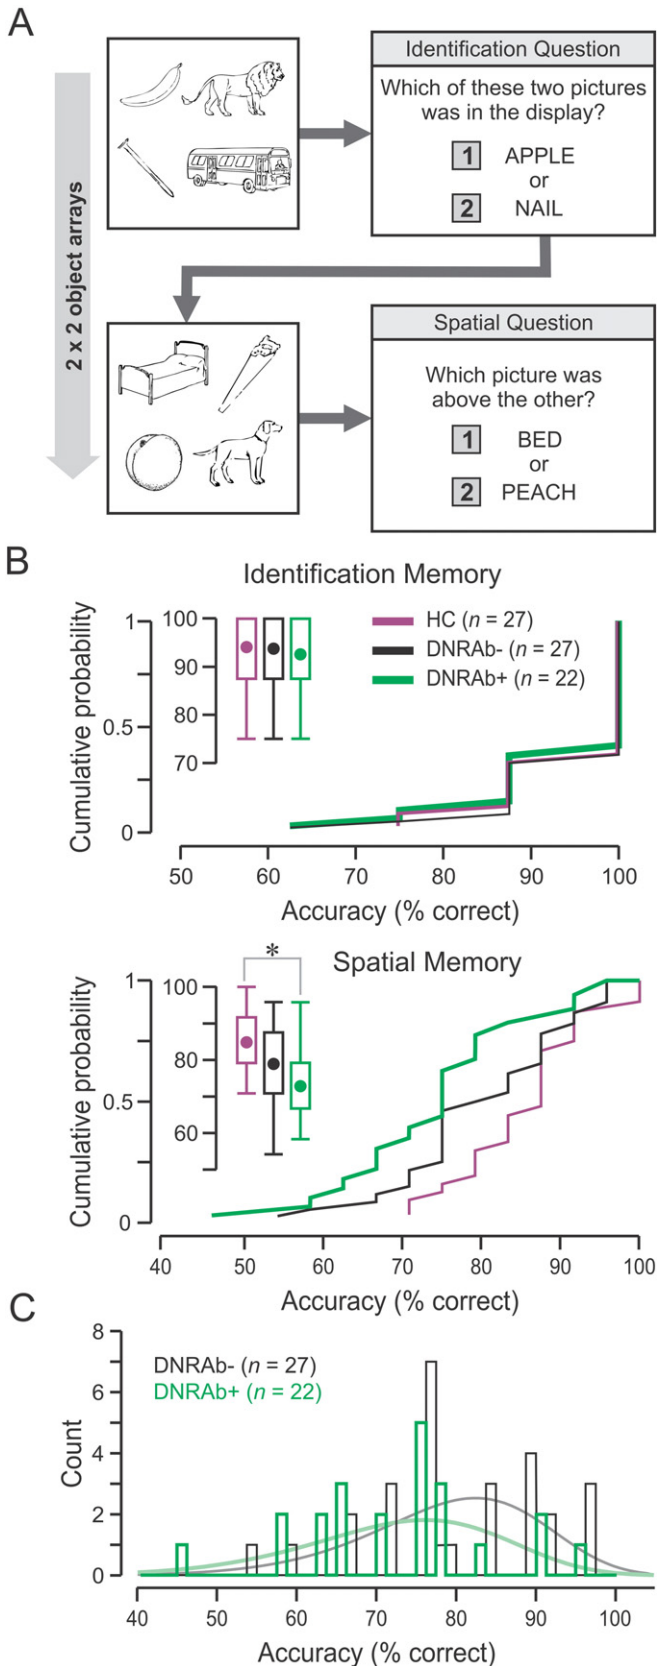 A
2 x 2 object arrays
Identification Question
Which of these two pictures
was in the display?
1 APPLE
or
2 NAIL
Spatial Question
Which picture was
above the other?
1 BED
or
2 PEACH
B
Identification Memory
Cumulative probability
1
0.5
0
100
90
80
70
HC (n = 27)
DNRAb- (n = 27)
DNRAb+ (n = 22)
50 60 70 80 90 100
Accuracy (% correct)
Spatial Memory
Cumulative probability
1
0.5
0
100
80
60
*
40 50 60 70 80 90 100
Accuracy (% correct)
C
Count
8
6
4
2
0
DNRAb- (n = 27)
DNRAb+ (n = 22)
40 50 60 70 80 90 100
Accuracy (% correct)